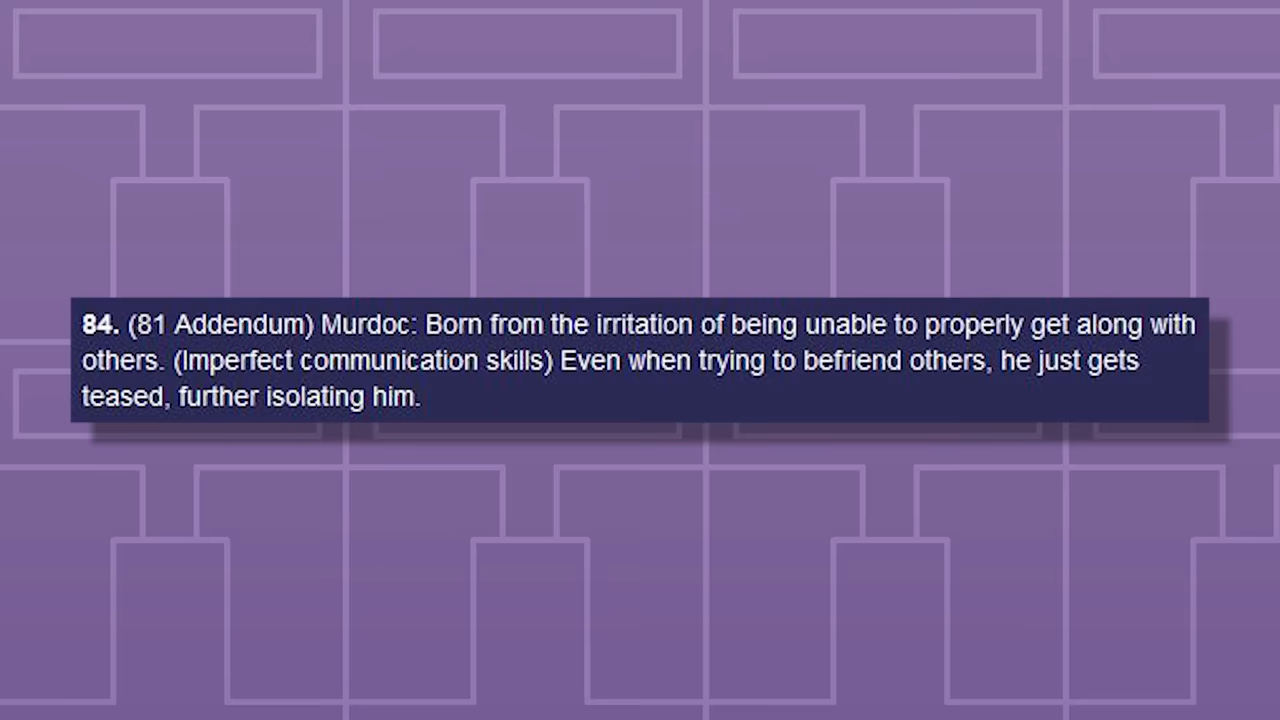 84. (81 Addendum) Murdoc: Born from the irritation of being unable to properly get along with
others. (Imperfect communication skills) Even when trying to befriend others, he just gets
teased, further isolating him.